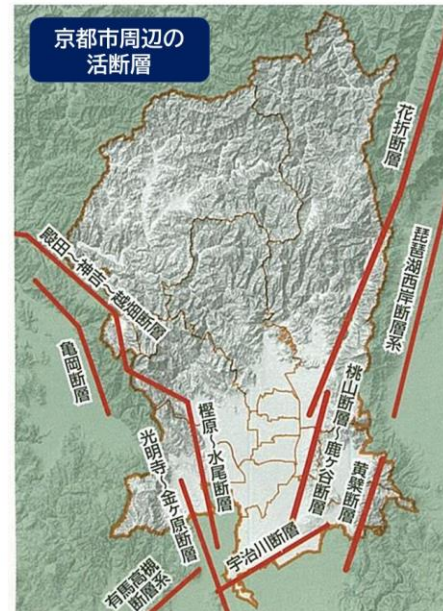 京都市周辺の
活断層
花折断層
琵琶湖西岸断層系
殿田～神吉～越畑断層
亀岡断層
桃山断層～鹿ケ谷断層
樫原～水尾断層
光明寺～金ヶ原断層
黄檗断層
宇治川断層
有馬高槻
断層系